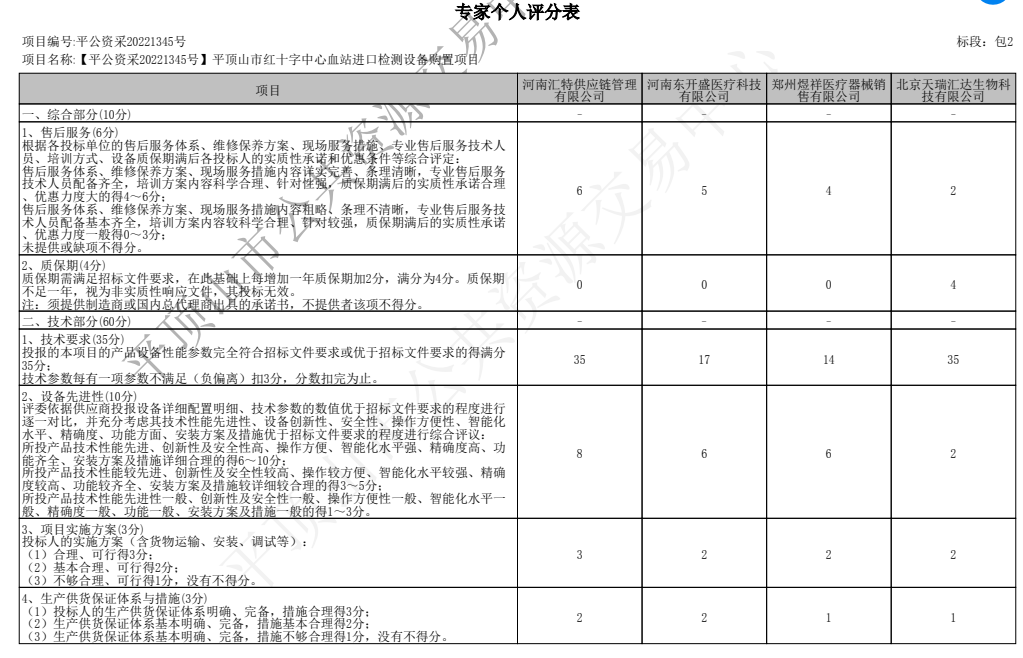 专家个人评分表
项目编号:平公资采20221345号
标段：包2
项目名称:【平公资采20221345号】平顶山市红十字中心血站进口检测设备购置项目
项目
河南汇特供应链管理有限公司
河南东开盛医疗科技有限公司
郑州煜祥医疗器械销售有限公司
北京天瑞汇达生物科技有限公司
一、综合部分(10分)
- - - -
1、售后服务(6分)
根据各投标单位的售后服务体系、维修保养方案、现场服务措施、专业售后服务技术人
员、培训方式、设备质保期满后各投标人的实质性承诺和优惠条件等综合评定：
售后服务体系、维修保养方案、现场服务措施内容详实完善、条理清晰，专业售后服务
技术人员配备齐全，培训方案内容科学合理、针对性强，质保期满后的实质性承诺合理
、优惠力度大的得4～6分；
售后服务体系、维修保养方案、现场服务措施内容粗略、条理不清晰，专业售后服务技
术人员配备基本齐全，培训方案内容较科学合理、针对较强，质保期满后的实质性承诺
、优惠力度一般得0～3分；
未提供或缺项不得分。
6 5 4 2
2、质保期(4分)
质保期需满足招标文件要求，在此基础上每增加一年质保期加2分，满分为4分。质保期
不足一年，视为非实质性响应文件，其投标无效。
注：须提供制造商或国内总代理商出具的承诺书，不提供者该项不得分。
0 0 0 4
二、技术部分(60分)
- - - -
1、技术要求(35分)
投报的本项目的产品设备性能参数完全符合招标文件要求或优于招标文件要求的得满分
35分；
技术参数每有一项参数不满足（负偏离）扣3分，分数扣完为止。
35 17 14 35
2、设备先进性(10分)
评委依据供应商投报设备详细配置明细、技术参数的数值优于招标文件要求的程度进行
逐一对比，并充分考虑其技术性能先进性、设备创新性、安全性、操作方便性、智能化
水平、精确度、功能方面、安装方案及措施优于招标文件要求的程度进行综合评议：
所投产品技术性能先进、创新性及安全性高、操作方便、智能化水平强、精确度高、功
能齐全、安装方案及措施详细合理的得6～10分；
所投产品技术性能较先进、创新性及安全性较高、操作较方便、智能化水平较强、精确
度较高、功能较齐全、安装方案及措施较详细较合理的得3～5分；
所投产品技术性能先进性一般、创新性及安全性一般、操作方便性一般、智能化水平一
般、精确度一般、功能一般、安装方案及措施一般的得1～3分。
8 6 6 2
3、项目实施方案(3分)
投标人的实施方案（含货物运输、安装、调试等）：
（1）合理、可行得3分；
（2）基本合理、可行得2分；
（3）不够合理、可行得1分，没有不得分。
3 2 2 2
4、生产供货保证体系与措施(3分)
（1）投标人的生产供货保证体系明确、完备，措施合理得3分；
（2）生产供货保证体系基本明确、完备，措施基本合理得2分；
（3）生产供货保证体系基本明确、完备，措施不够合理得1分，没有不得分。
2 2 1 1
平顶山市公共资源交易中
平顶山市公共资源交易中心